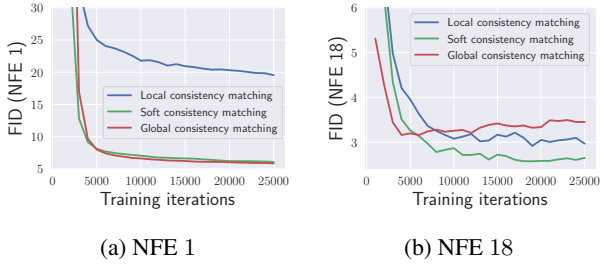 FID (NFE 1)
30
25
20
15
10
5
Local consistency matching
Soft consistency matching
Global consistency matching
0 5000 10000 15000 20000 25000
Training iterations
(a) NFE 1
FID (NFE 18)
6
5
4
3
Local consistency matching
Soft consistency matching
Global consistency matching
0 5000 10000 15000 20000 25000
Training iterations
(b) NFE 18